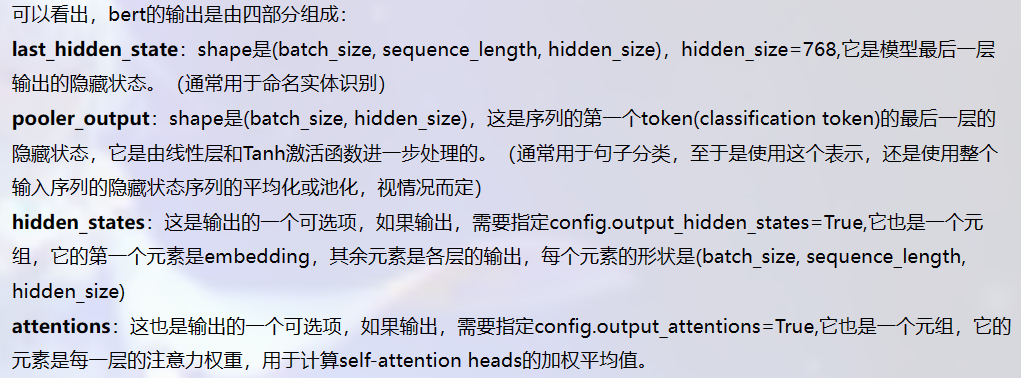 可以看出，bert的输出是由四部分组成：
last_hidden_state：shape是(batch_size, sequence_length, hidden_size)，hidden_size=768,它是模型最后一层
输出的隐藏状态。（通常用于命名实体识别）
pooler_output：shape是(batch_size, hidden_size)，这是序列的第一个token(classification token)的最后一层的
隐藏状态，它是由线性层和Tanh激活函数进一步处理的。（通常用于句子分类，至于是使用这个表示，还是使用整个
输入序列的隐藏状态序列的平均化或池化，视情况而定）
hidden_states：这是输出的一个可选项，如果输出，需要指定config.output_hidden_states=True,它也是一个元
组，它的第一个元素是embedding，其余元素是各层的输出，每个元素的形状是(batch_size, sequence_length,
hidden_size)
attentions：这也是输出的一个可选项，如果输出，需要指定config.output_attentions=True,它也是一个元组，它的
元素是每一层的注意力权重，用于计算self-attention heads的加权平均值。